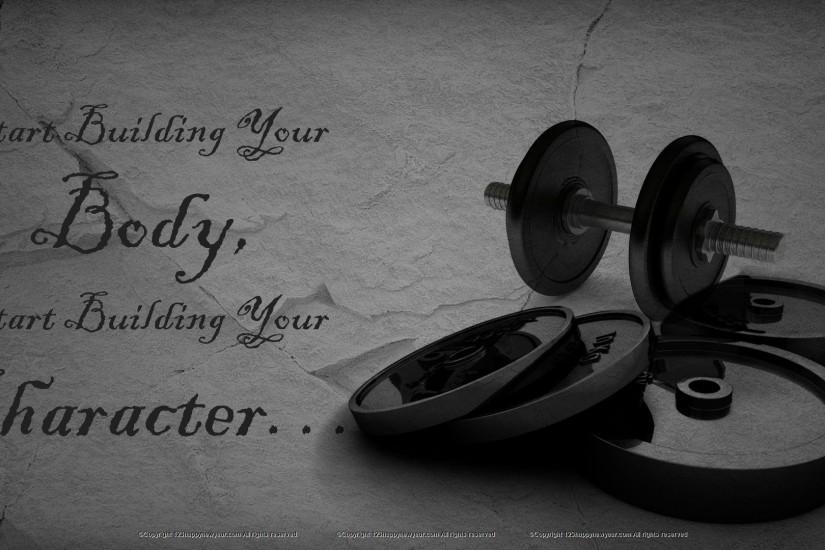 tart Building Your
Body,
tart Building Your
haracter. . .
©Copyright 123happynewyear.com All rights reserved ©Copyright 123happynewyear.com All rights reserved ©Copyright 123happynewyear.com All rights reserved